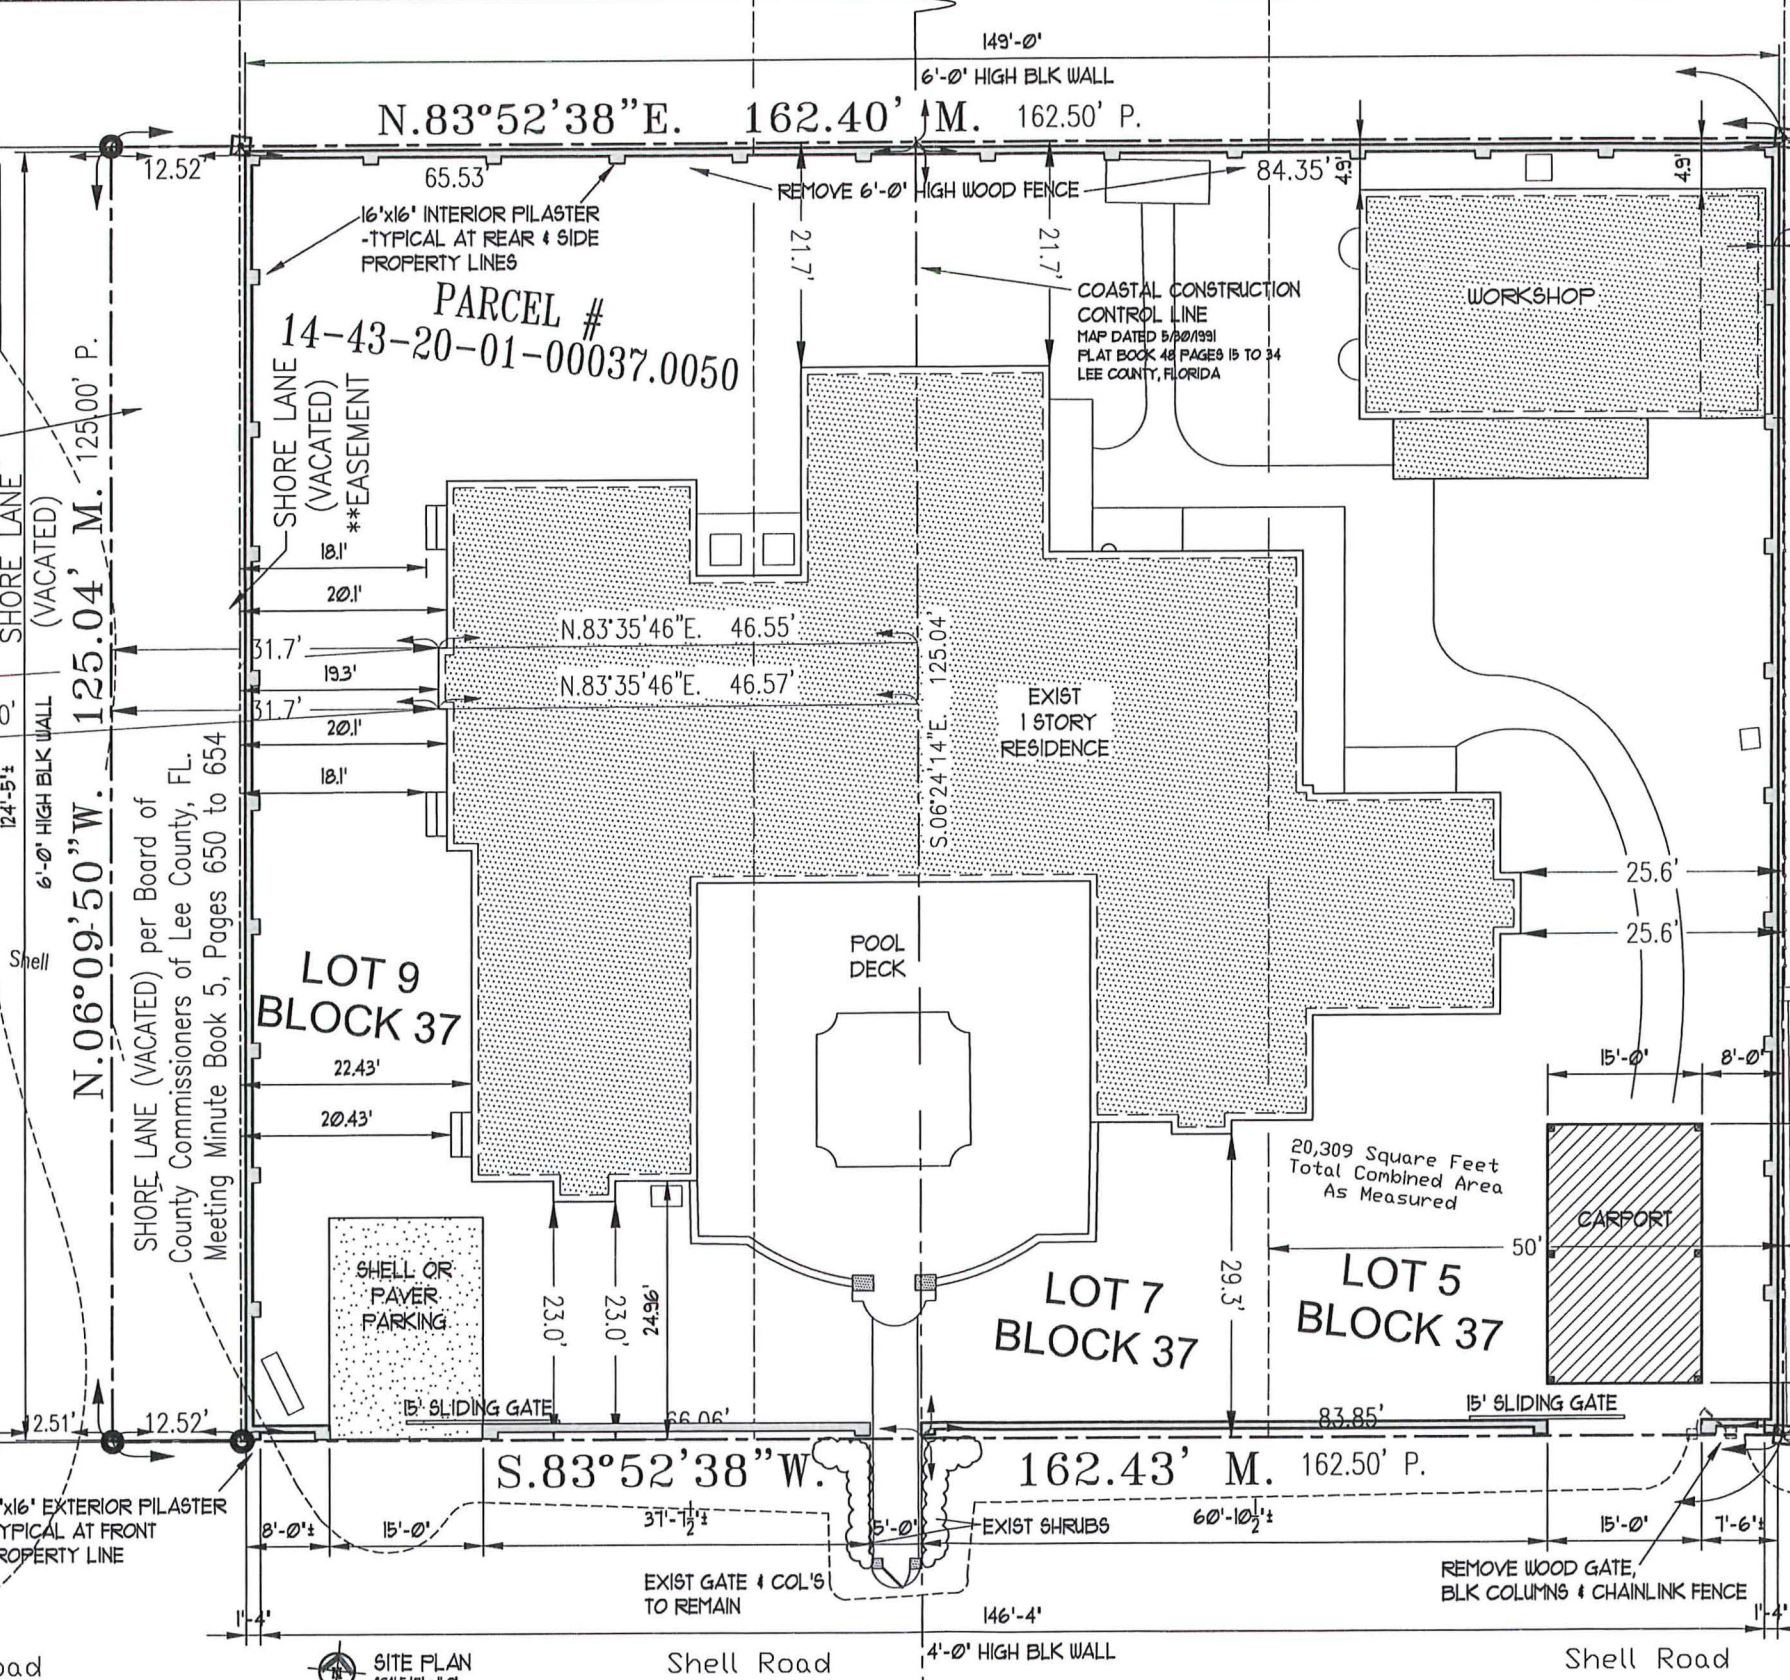 149'-0"
6'-0" HIGH BLK WALL
N.83°52'38"E. 162.40' M. 162.50' P.
12.52'
65.53'
REMOVE 6'-0" HIGH WOOD FENCE
84.35'
4.9'
4.9'
16"x16" INTERIOR PILASTER
-TYPICAL AT REAR & SIDE
PROPERTY LINES
21.7'
21.7'
PARCEL #
14-43-20-01-00037.0050
COASTAL CONSTRUCTION
CONTROL LINE
MAP DATED 5/30/1991
PLAT BOOK 48 PAGES 15 TO 34
LEE COUNTY, FLORIDA
WORKSHOP
SHORE LANE
(VACATED)
**EASEMENT
SHORE LANE
(VACATED)
N.06°09'50"W. 125.04' M. 125.00' P.
6'-0" HIGH BLK WALL
124'-5"±
0'
Shell
18.1'
20.1'
31.7'
19.3'
31.7'
20.1'
18.1'
N.83°35'46"E. 46.55'
N.83°35'46"E. 46.57'
S.06°24'14"E. 125.04'
EXIST
1 STORY
RESIDENCE
SHORE LANE (VACATED) per Board of
County Commissioners of Lee County, FL.
Meeting Minute Book 5, Pages 650 to 654
25.6'
25.6'
POOL
DECK
LOT 9
BLOCK 37
22.43'
20.43'
15'-0"
8'-0"
20,309 Square Feet
Total Combined Area
As Measured
CARPORT
50'
SHELL OR
PAVER
PARKING
23.0'
23.0'
24.96'
29.3'
LOT 7
BLOCK 37
LOT 5
BLOCK 37
15' SLIDING GATE
66.06'
83.85'
15' SLIDING GATE
12.51'
12.52'
S.83°52'38"W. 162.43' M. 162.50' P.
"x16" EXTERIOR PILASTER
YPICAL AT FRONT
ROPERTY LINE
8'-0"±
15'-0"
37'-7½"±
5'-0"
EXIST SHRUBS
60'-10½"±
15'-0"
7'-6"±
EXIST GATE & COL'S
TO REMAIN
REMOVE WOOD GATE,
BLK COLUMNS & CHAINLINK FENCE
1'-4"
146'-4"
1'-4"
4'-0" HIGH BLK WALL
oad
N
SITE PLAN
Shell Road
Shell Road